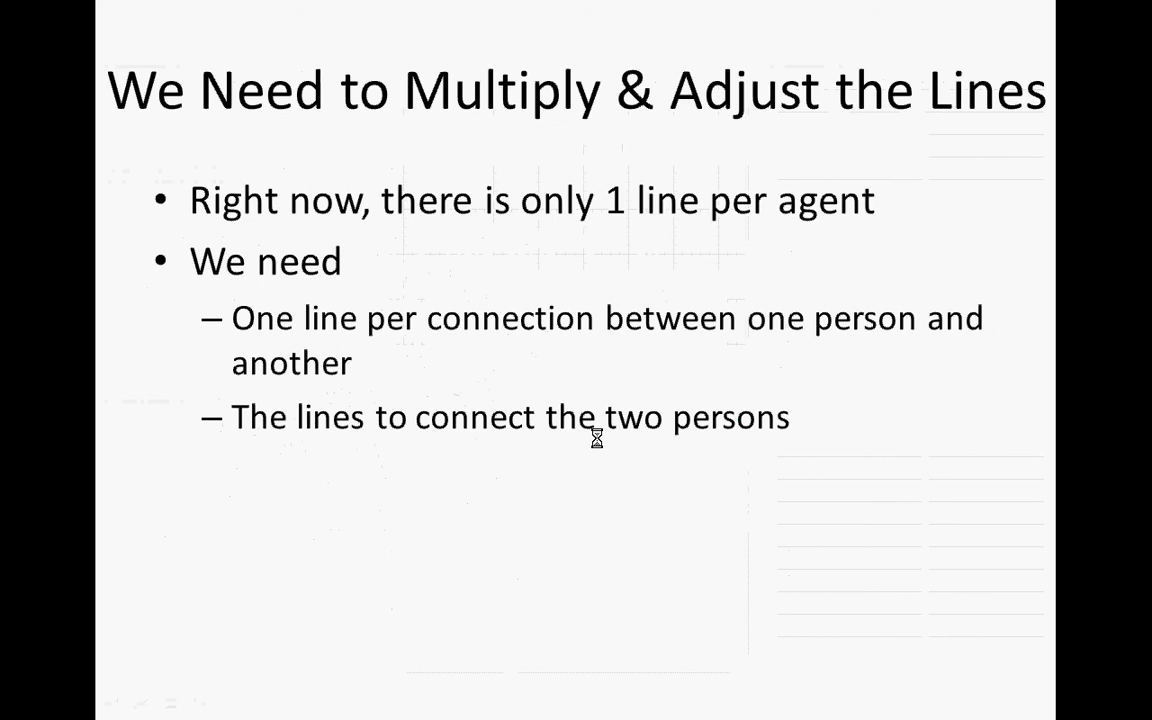 We Need to Multiply & Adjust the Lines
• Right now, there is only 1 line per agent
• We need
– One line per connection between one person and
another
– The lines to connect the two persons